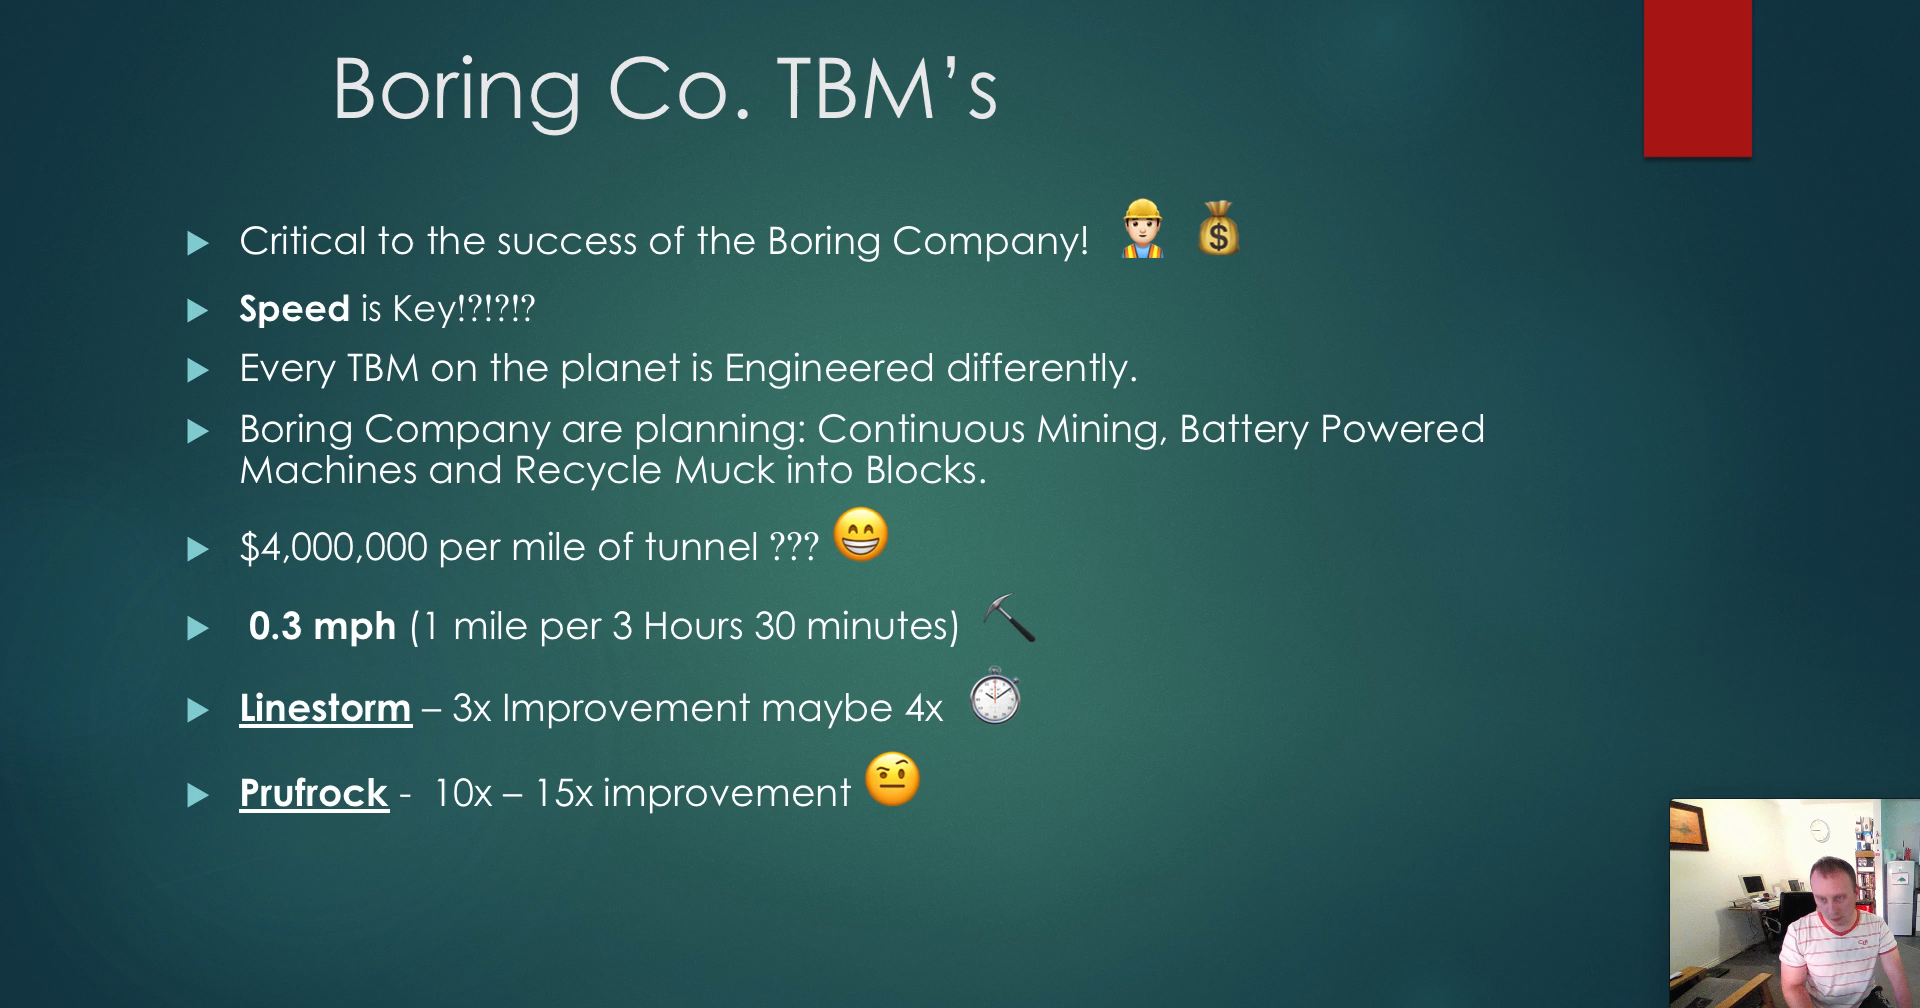 Boring Co. TBM’s
Critical to the success of the Boring Company!
Speed is Key!?!?!?
Every TBM on the planet is Engineered differently.
Boring Company are planning: Continuous Mining, Battery Powered
Machines and Recycle Muck into Blocks.
$4,000,000 per mile of tunnel ???
0.3 mph (1 mile per 3 Hours 30 minutes)
Linestorm – 3x Improvement maybe 4x
Prufrock - 10x – 15x improvement